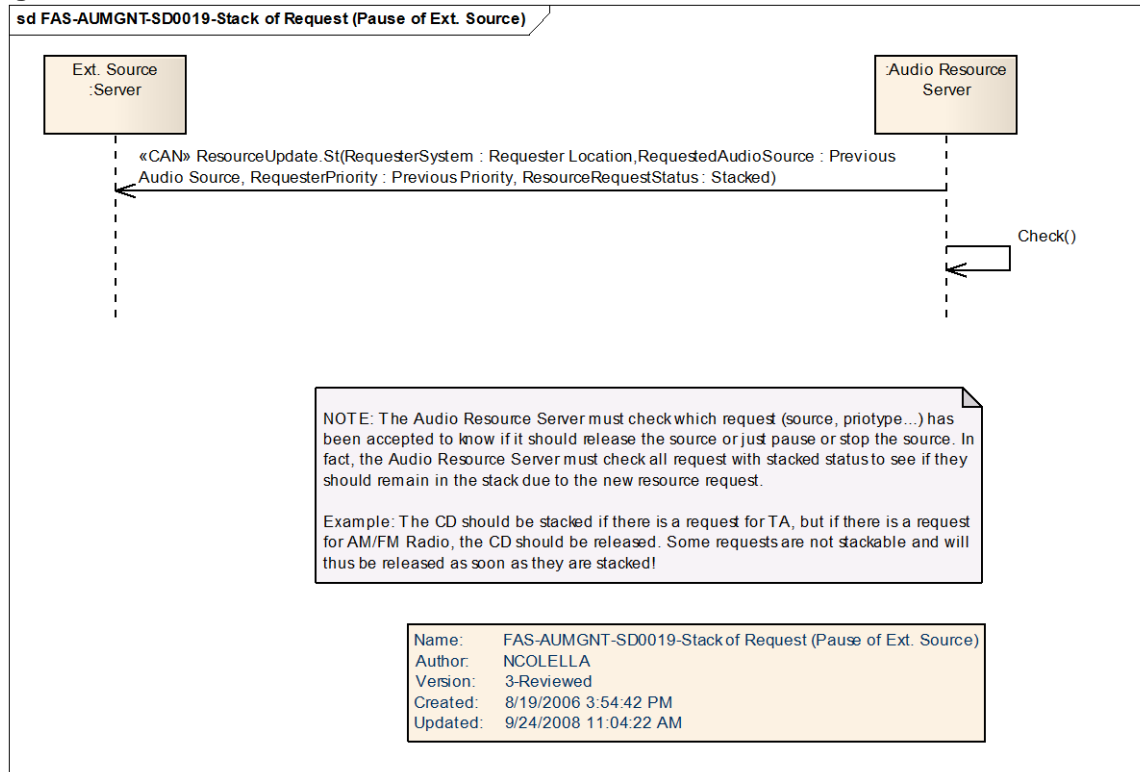 sd FAS-AUMGNT-SD0019-Stack of Request (Pause of Ext. Source)
Ext. Source
:Server
:Audio Resource
Server
«CAN» ResourceUpdate.St(RequesterSystem : Requester Location,RequestedAudioSource : Previous
Audio Source, RequesterPriority : Previous Priority, ResourceRequestStatus : Stacked)
Check()
NOTE: The Audio Resource Server must check which request (source, priotype...) has
been accepted to know if it should release the source or just pause or stop the source. In
fact, the Audio Resource Server must check all request with stacked status to see if they
should remain in the stack due to the new resource request.
Example: The CD should be stacked if there is a request for TA, but if there is a request
for AM/FM Radio, the CD should be released. Some requests are not stackable and will
thus be released as soon as they are stacked!
Name: FAS-AUMGNT-SD0019-Stack of Request (Pause of Ext. Source)
Author: NCOLELLA
Version: 3-Reviewed
Created: 8/19/2006 3:54:42 PM
Updated: 9/24/2008 11:04:22 AM